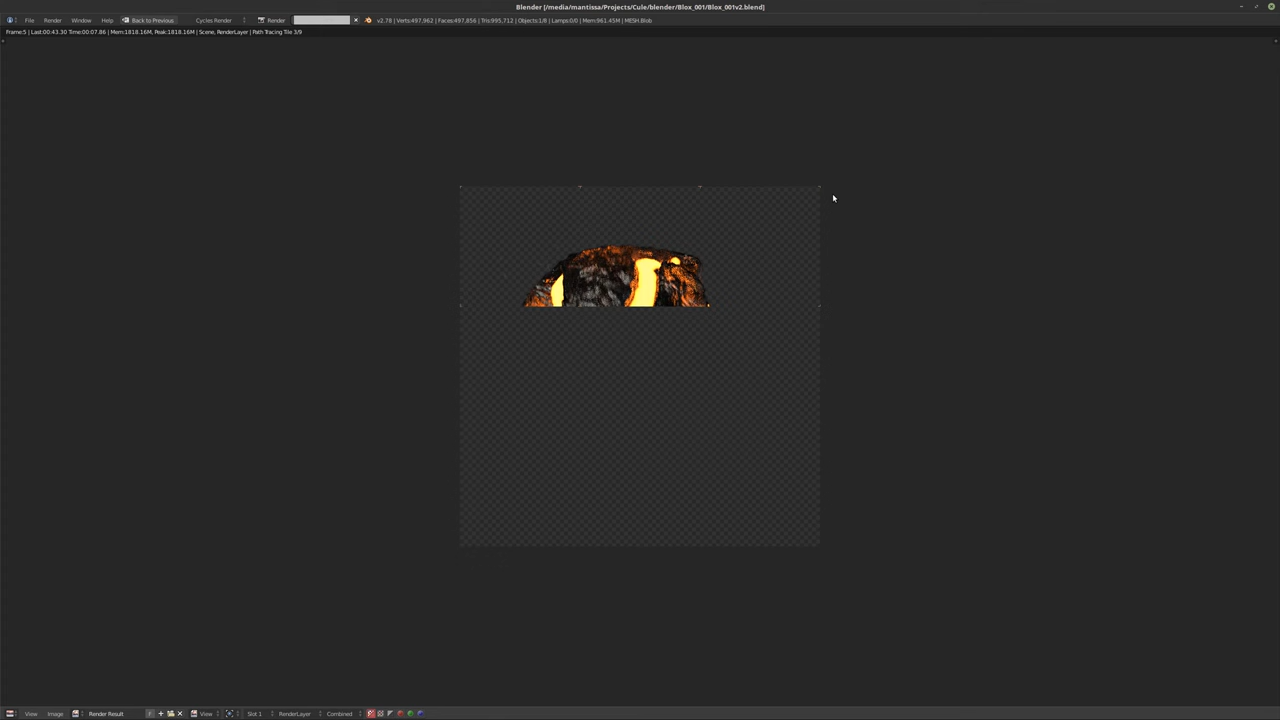 Blender [/media/mantissa/Projects/Cule/blender/Blox_001/Blox_001v2.blend]
File Render Window Help Back to Previous Cycles Render Render v2.78 | Verts:497,962 | Faces:497,856 | Tris:995,712 | Objects:1/8 | Lamps:0/0 | Mem:961.45M | MESH.Blob
Frame:5 | Last:00:43.30 Time:00:07.86 | Mem:1818.16M, Peak:1818.16M | Scene, RenderLayer | Path Tracing Tile 3/9
View Image Render Result F View Slot 1 RenderLayer Combined